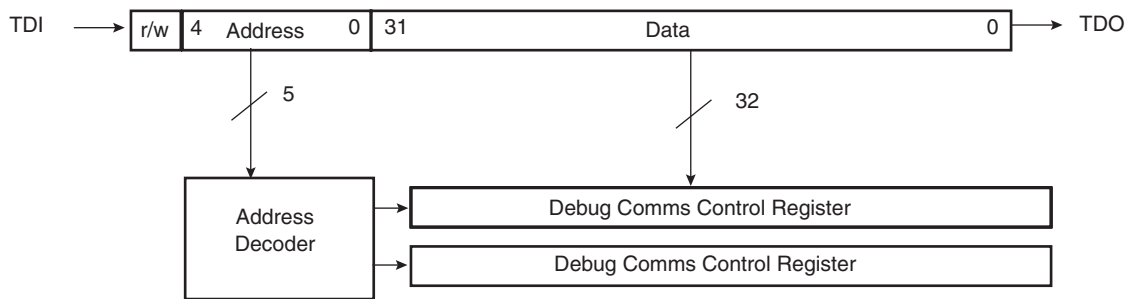 TDI r/w 4 Address 0 31 Data 0 TDO
5
32
Address
Decoder
Debug Comms Control Register
Debug Comms Control Register